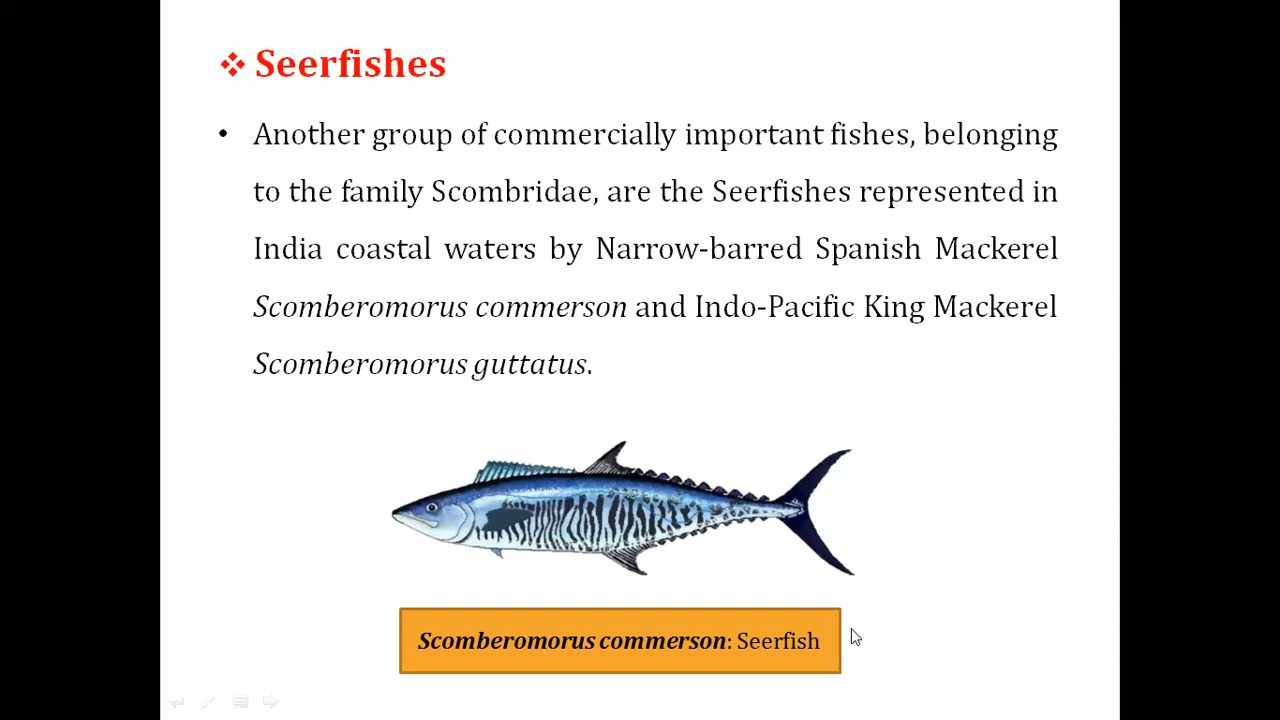 ❖ Seerfishes
• Another group of commercially important fishes, belonging
to the family Scombridae, are the Seerfishes represented in
India coastal waters by Narrow-barred Spanish Mackerel
Scomberomorus commerson and Indo-Pacific King Mackerel
Scomberomorus guttatus.
Scomberomorus commerson: Seerfish